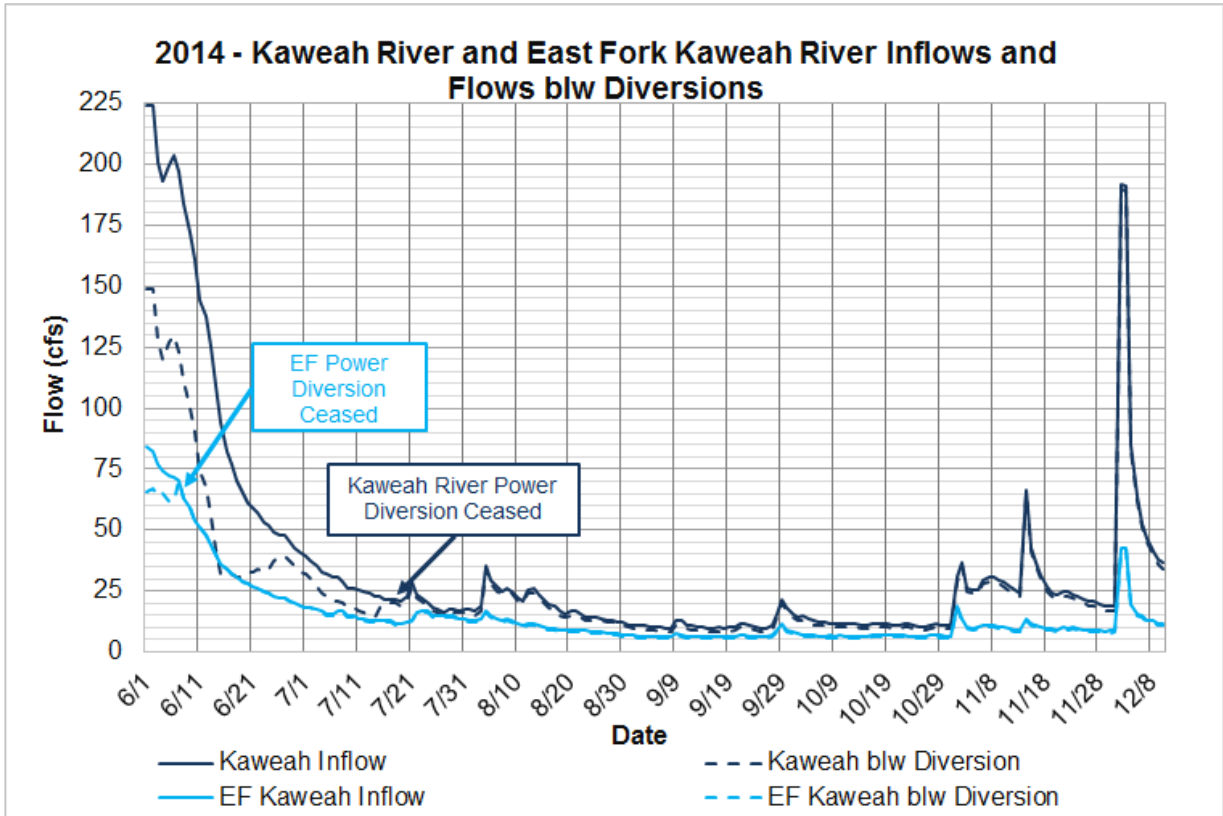 2014 - Kaweah River and East Fork Kaweah River Inflows and
Flows blw Diversions
Flow (cfs)
225
200
175
150
125
100
75
50
25
0
EF Power
Diversion
Ceased
Kaweah River Power
Diversion Ceased
6/1
6/11
6/21
7/1
7/11
7/21
7/31
8/10
8/20
8/30
9/9
9/19
9/29
10/9
10/19
10/29
11/8
11/18
11/28
12/8
Date
Kaweah Inflow
Kaweah blw Diversion
EF Kaweah Inflow
EF Kaweah blw Diversion